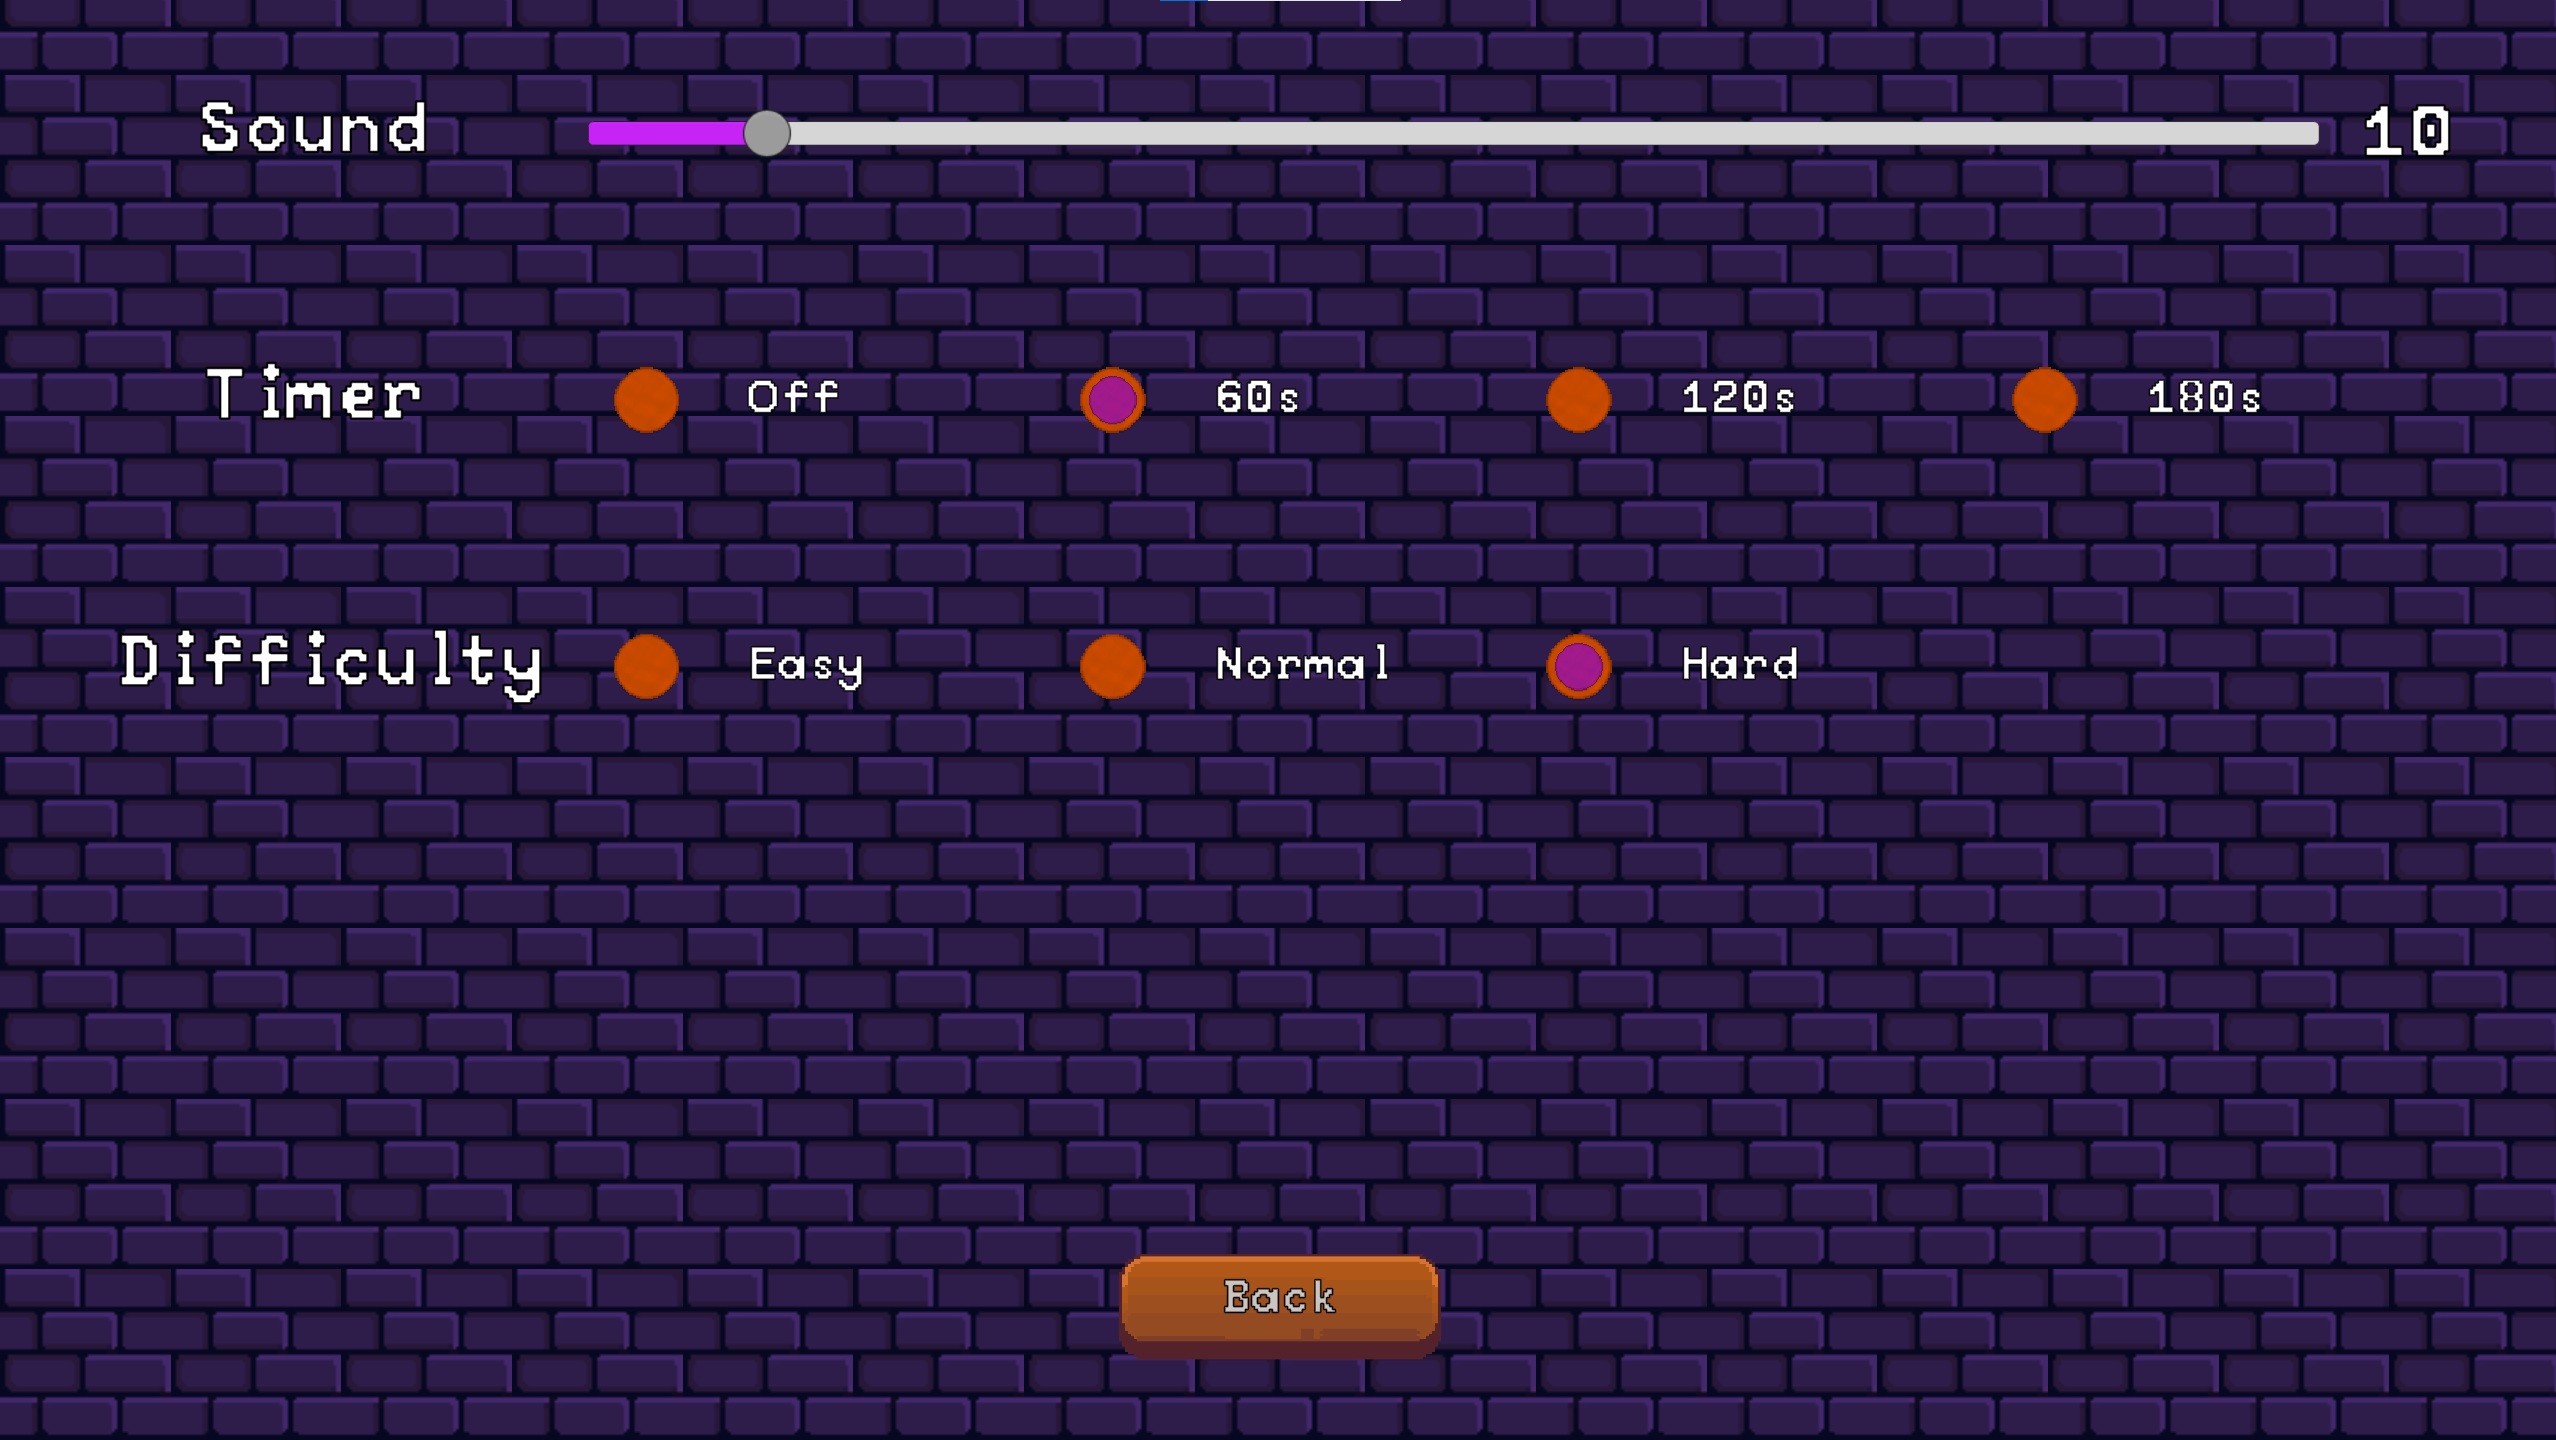 Sound 10
Timer Off 60s 120s 180s
Difficulty Easy Normal Hard
Back